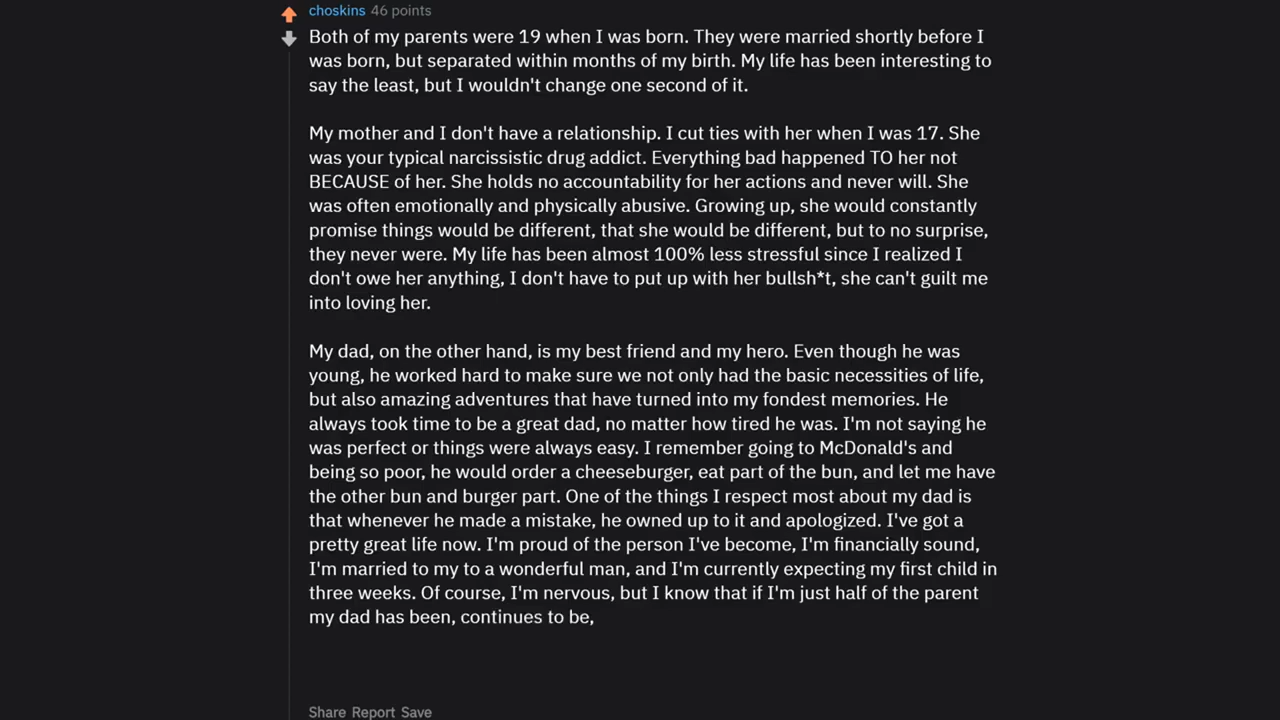 choskins 46 points
Both of my parents were 19 when I was born. They were married shortly before I
was born, but separated within months of my birth. My life has been interesting to
say the least, but I wouldn't change one second of it.
My mother and I don't have a relationship. I cut ties with her when I was 17. She
was your typical narcissistic drug addict. Everything bad happened TO her not
BECAUSE of her. She holds no accountability for her actions and never will. She
was often emotionally and physically abusive. Growing up, she would constantly
promise things would be different, that she would be different, but to no surprise,
they never were. My life has been almost 100% less stressful since I realized I
don't owe her anything, I don't have to put up with her bullsh*t, she can't guilt me
into loving her.
My dad, on the other hand, is my best friend and my hero. Even though he was
young, he worked hard to make sure we not only had the basic necessities of life,
but also amazing adventures that have turned into my fondest memories. He
always took time to be a great dad, no matter how tired he was. I'm not saying he
was perfect or things were always easy. I remember going to McDonald's and
being so poor, he would order a cheeseburger, eat part of the bun, and let me have
the other bun and burger part. One of the things I respect most about my dad is
that whenever he made a mistake, he owned up to it and apologized. I've got a
pretty great life now. I'm proud of the person I've become, I'm financially sound,
I'm married to my to a wonderful man, and I'm currently expecting my first child in
three weeks. Of course, I'm nervous, but I know that if I'm just half of the parent
my dad has been, continues to be,
Share Report Save